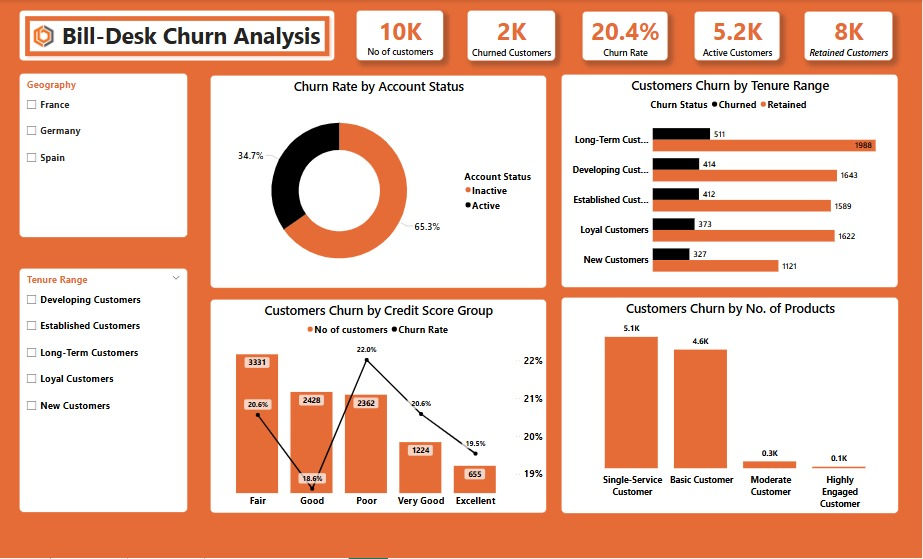 Bill-Desk Churn Analysis
10K
No of customers
2K
Churned Customers
20.4%
Churn Rate
5.2K
Active Customers
8K
Retained Customers
Geography
France
Germany
Spain
Tenure Range
Developing Customers
Established Customers
Long-Term Customers
Loyal Customers
New Customers
Churn Rate by Account Status
34.7%
65.3%
Account Status
Inactive
Active
Customers Churn by Tenure Range
Churn Status Churned Retained
Long-Term Cust... 511
1988
Developing Cust... 414
1643
Established Cust... 412
1589
Loyal Customers 373
1622
New Customers 327
1121
Customers Churn by Credit Score Group
No of customers Churn Rate
3331
2428
2362
1224
655
20.6%
18.6%
22.0%
20.6%
19.5%
22%
21%
20%
19%
Fair Good Poor Very Good Excellent
Customers Churn by No. of Products
5.1K
4.6K
0.3K
0.1K
Single-Service
Customer
Basic Customer
Moderate
Customer
Highly
Engaged
Customer